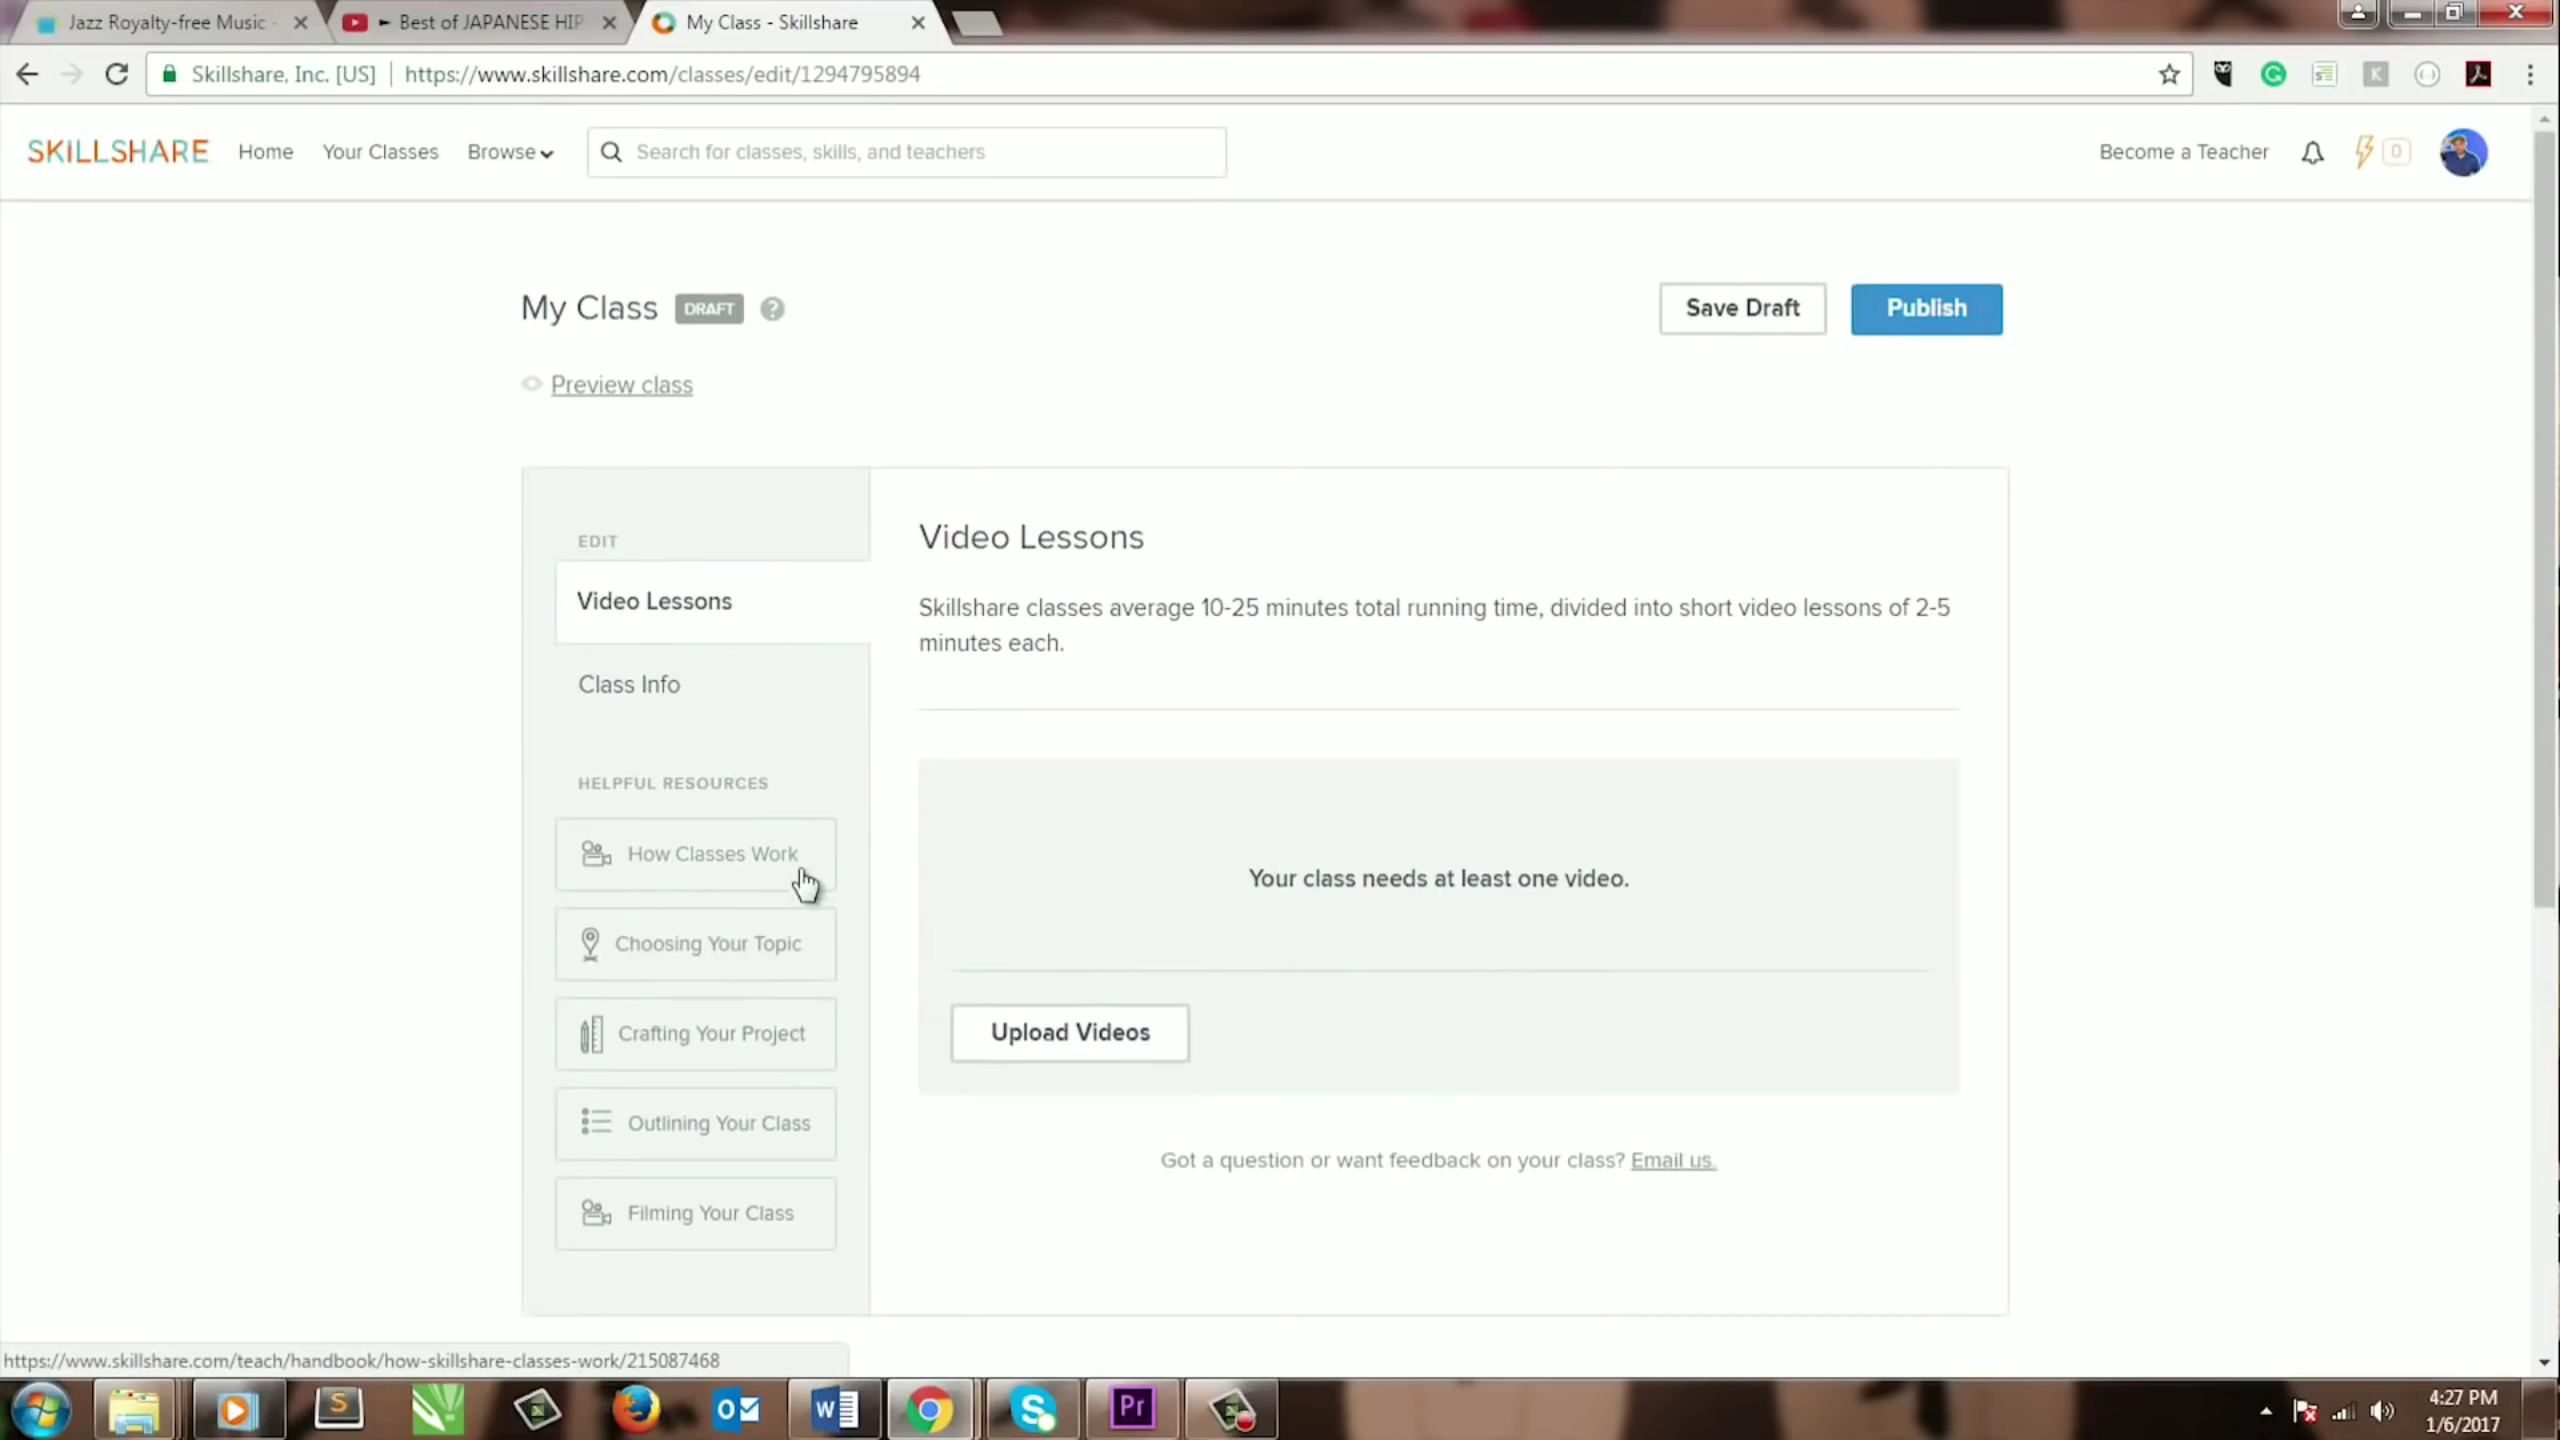 Jazz Royalty-free Music -
► Best of JAPANESE HIP
My Class - Skillshare
Skillshare, Inc. [US]
https://www.skillshare.com/classes/edit/1294795894
SKILLSHARE
Home
Your Classes
Browse
Search for classes, skills, and teachers
Become a Teacher
0
My Class
DRAFT
?
Save Draft
Publish
Preview class
EDIT
Video Lessons
Class Info
HELPFUL RESOURCES
How Classes Work
Choosing Your Topic
Crafting Your Project
Outlining Your Class
Filming Your Class
Video Lessons
Skillshare classes average 10-25 minutes total running time, divided into short video lessons of 2-5
minutes each.
Your class needs at least one video.
Upload Videos
Got a question or want feedback on your class? Email us.
https://www.skillshare.com/teach/handbook/how-skillshare-classes-work/215087468
4:27 PM
1/6/2017